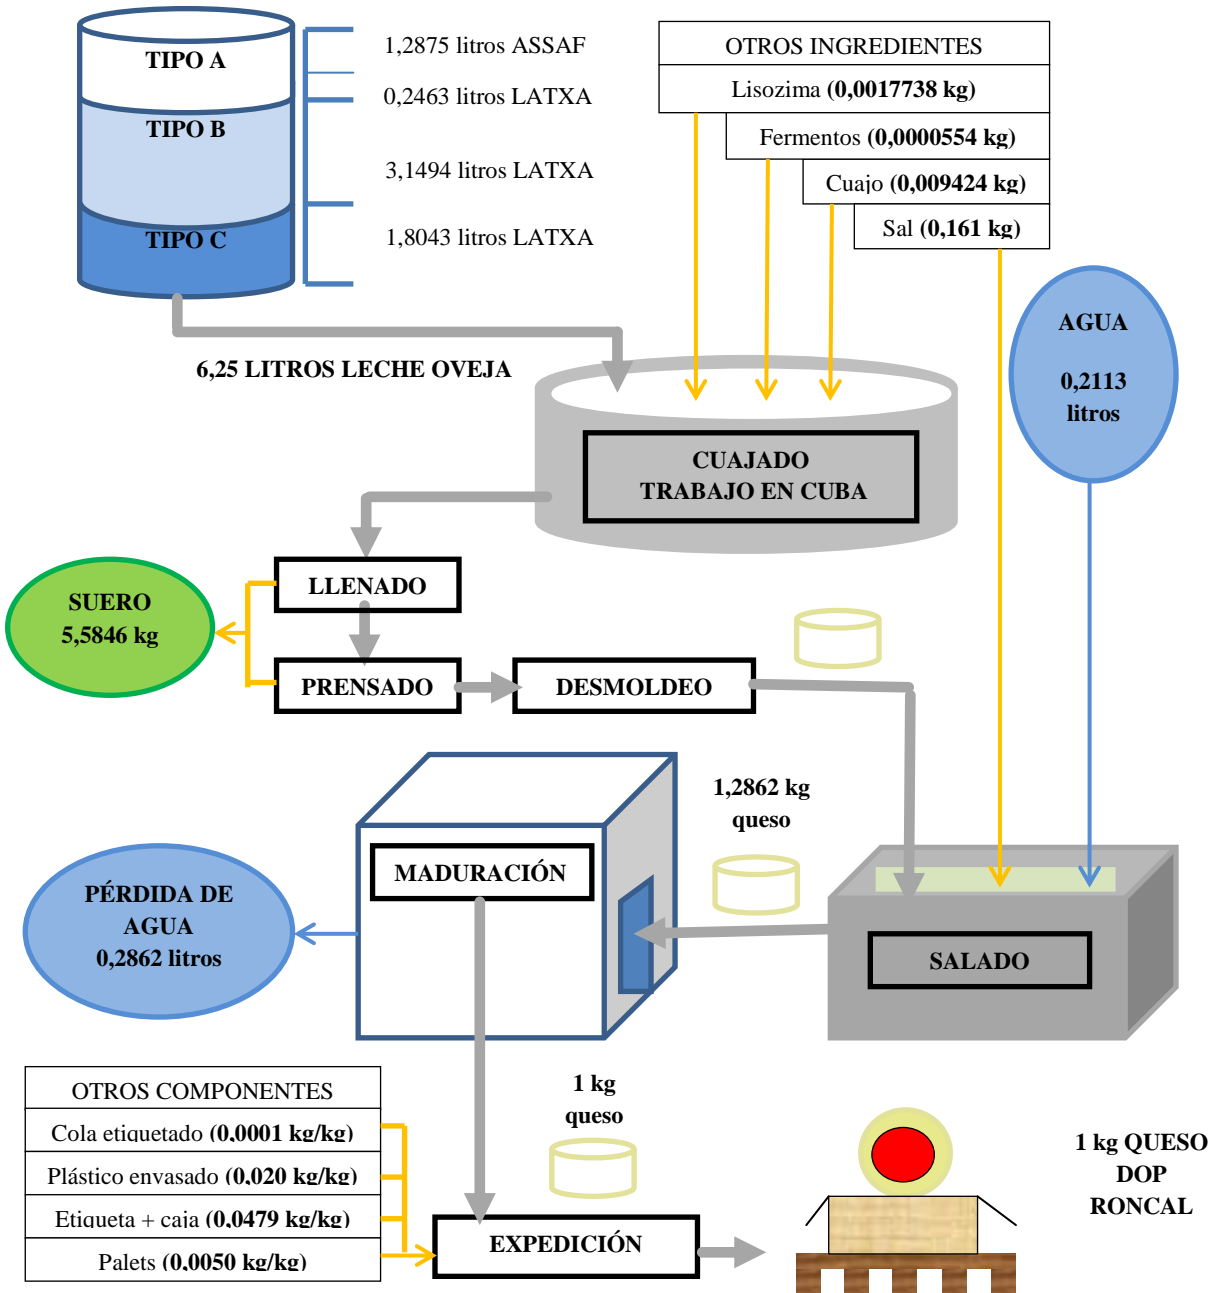 TIPO A
TIPO B
TIPO C
1,2875 litros ASSAF
0,2463 litros LATXA
3,1494 litros LATXA
1,8043 litros LATXA
OTROS INGREDIENTES
Lisozima (0,0017738 kg)
Fermentos (0,0000554 kg)
Cuajo (0,009424 kg)
Sal (0,161 kg)
AGUA
0,2113
litros
6,25 LITROS LECHE OVEJA
CUAJADO
TRABAJO EN CUBA
LLENADO
SUERO
5,5846 kg
PRENSADO
DESMOLDEO
1,2862 kg
queso
MADURACIÓN
PÉRDIDA DE
AGUA
0,2862 litros
SALADO
OTROS COMPONENTES
Cola etiquetado (0,0001 kg/kg)
Plástico envasado (0,020 kg/kg)
Etiqueta + caja (0,0479 kg/kg)
Palets (0,0050 kg/kg)
1 kg
queso
EXPEDICIÓN
1 kg QUESO
DOP
RONCAL